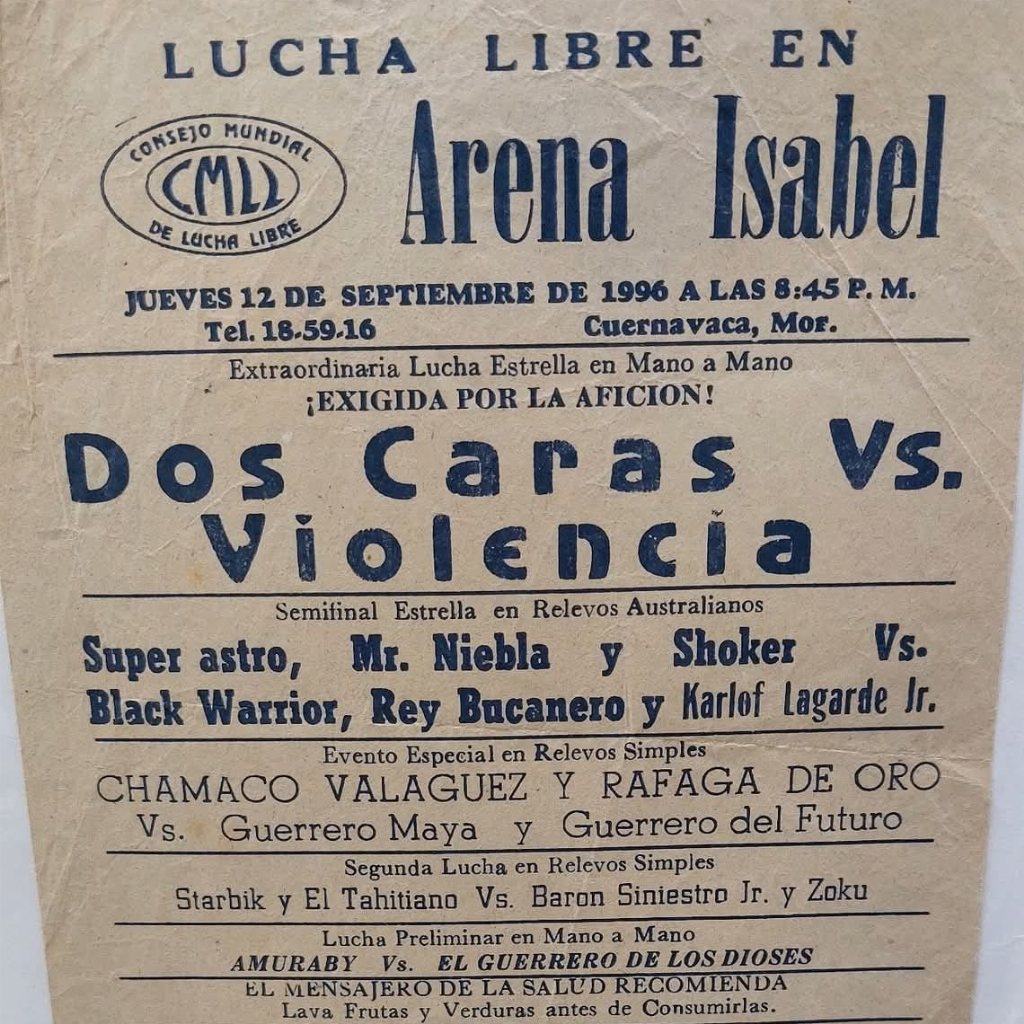 LUCHA LIBRE EN
CONSEJO MUNDIAL
CMLL
DE LUCHA LIBRE
Arena Isabel
JUEVES 12 DE SEPTIEMBRE DE 1996 A LAS 8:45 P. M.
Tel. 18-59-16 Cuernavaca, Mor.
Extraordinaria Lucha Estrella en Mano a Mano
¡EXIGIDA POR LA AFICION!
Dos Caras Vs.
Violencia
Semifinal Estrella en Relevos Australianos
Super astro, Mr. Niebla y Shoker Vs.
Black Warrior, Rey Bucanero y Karlof Lagarde Jr.
Evento Especial en Relevos Simples
CHAMACO VALAGUEZ Y RAFAGA DE ORO
Vs. Guerrero Maya y Guerrero del Futuro
Segunda Lucha en Relevos Simples
Starbik y El Tahitiano Vs. Baron Siniestro Jr. y Zoku
Lucha Preliminar en Mano a Mano
AMURABY Vs. EL GUERRERO DE LOS DIOSES
EL MENSAJERO DE LA SALUD RECOMIENDA
Lava Frutas y Verduras antes de Consumirlas.